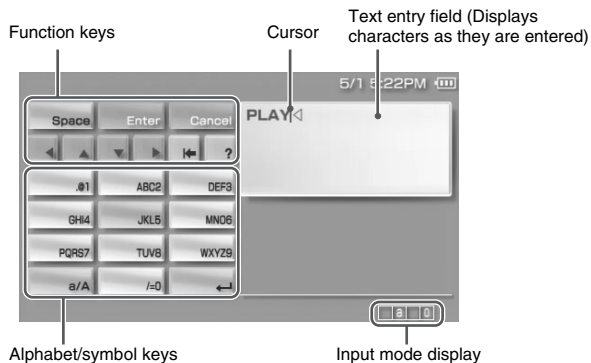 Function keys
Cursor
Text entry field (Displays
characters as they are entered)
5/1 5:22PM
Space Enter Cancel
PLAY
?
.@1 ABC2 DEF3
GHI4 JKL5 MNO6
PQRS7 TUV8 WXYZ9
a/A /=0
a 0
Alphabet/symbol keys
Input mode display